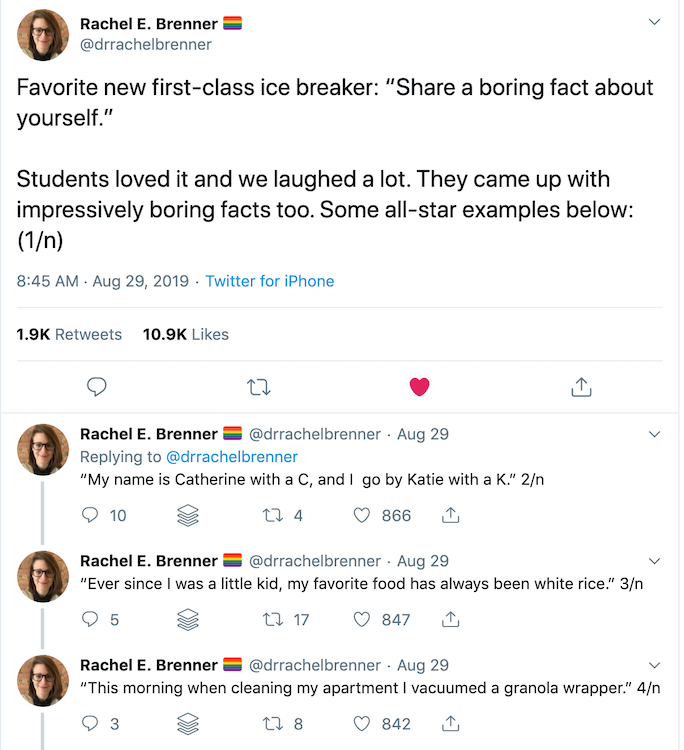 Rachel E. Brenner 🏳️‍🌈
@drrachelbrenner
Favorite new first-class ice breaker: “Share a boring fact about
yourself.”
Students loved it and we laughed a lot. They came up with
impressively boring facts too. Some all-star examples below:
(1/n)
8:45 AM · Aug 29, 2019 · Twitter for iPhone
1.9K Retweets 10.9K Likes
Rachel E. Brenner 🏳️‍🌈 @drrachelbrenner · Aug 29
Replying to @drrachelbrenner
“My name is Catherine with a C, and I  go by Katie with a K.” 2/n
10 4 866
Rachel E. Brenner 🏳️‍🌈 @drrachelbrenner · Aug 29
“Ever since I was a little kid, my favorite food has always been white rice.” 3/n
5 17 847
Rachel E. Brenner 🏳️‍🌈 @drrachelbrenner · Aug 29
“This morning when cleaning my apartment I vacuumed a granola wrapper.” 4/n
3 8 842